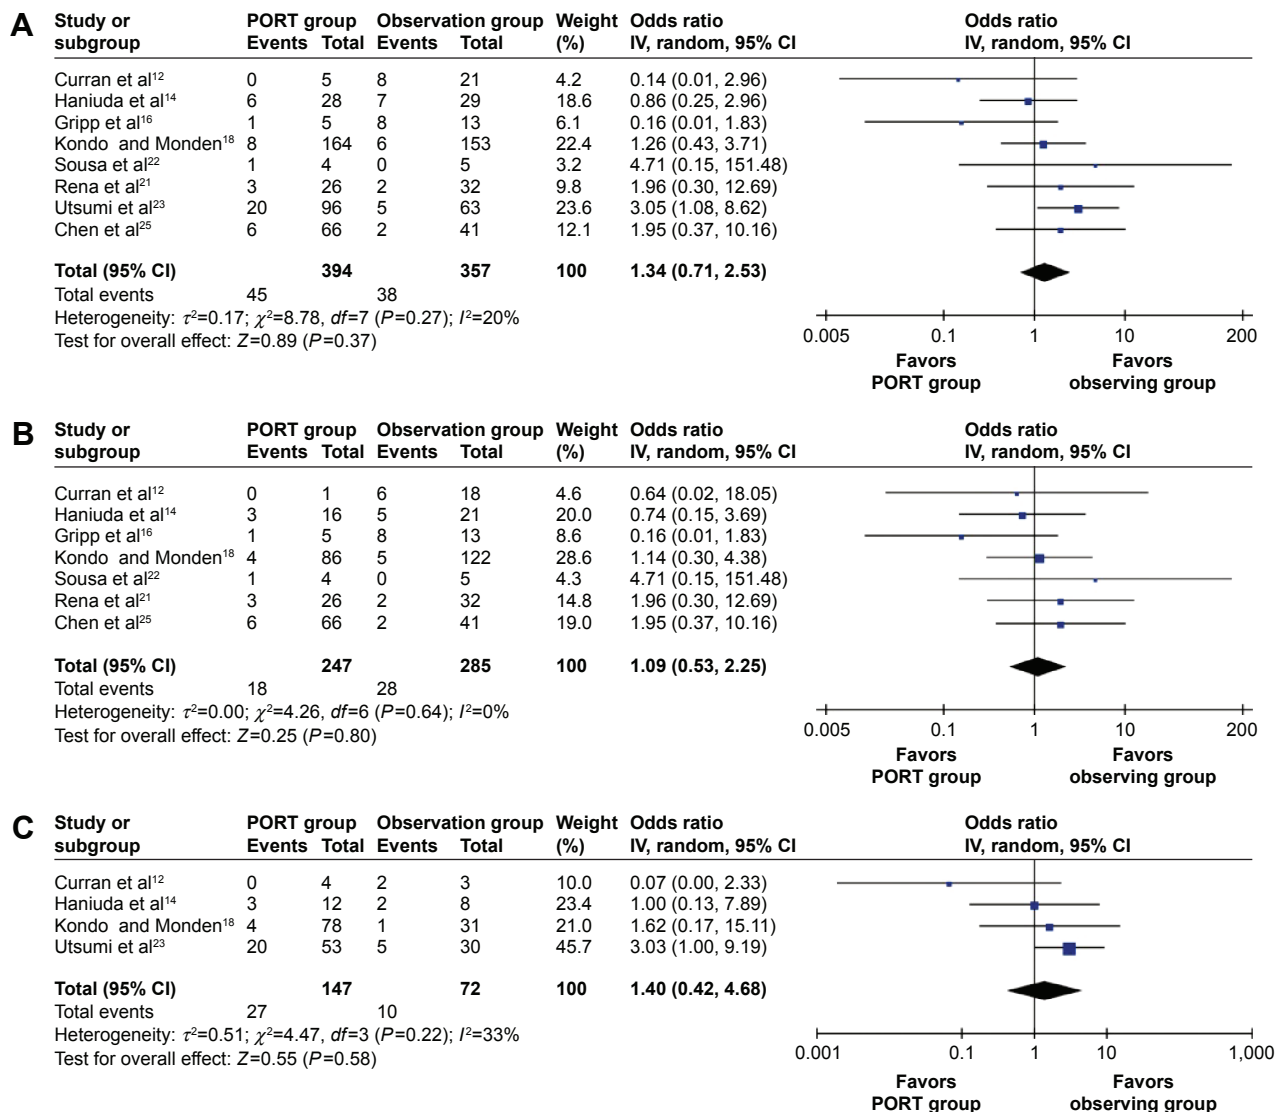 A
Study or PORT group Observation group Weight Odds ratio Odds ratio
subgroup Events Total Events Total (%) IV, random, 95% CI IV, random, 95% CI
Curran et al¹² 0 5 8 21 4.2 0.14 (0.01, 2.96)
Haniuda et al¹⁴ 6 28 7 29 18.6 0.86 (0.25, 2.96)
Gripp et al¹⁶ 1 5 8 13 6.1 0.16 (0.01, 1.83)
Kondo and Monden¹⁸ 8 164 6 153 22.4 1.26 (0.43, 3.71)
Sousa et al²² 1 4 0 5 3.2 4.71 (0.15, 151.48)
Rena et al²¹ 3 26 2 32 9.8 1.96 (0.30, 12.69)
Utsumi et al²³ 20 96 5 63 23.6 3.05 (1.08, 8.62)
Chen et al²⁵ 6 66 2 41 12.1 1.95 (0.37, 10.16)
Total (95% CI) 394 357 100 1.34 (0.71, 2.53)
Total events 45 38
Heterogeneity: τ²=0.17; χ²=8.78, df=7 (P=0.27); I²=20%
Test for overall effect: Z=0.89 (P=0.37)
0.005 0.1 1 10 200
Favors Favors
PORT group observing group
B
Study or PORT group Observation group Weight Odds ratio Odds ratio
subgroup Events Total Events Total (%) IV, random, 95% CI IV, random, 95% CI
Curran et al¹² 0 1 6 18 4.6 0.64 (0.02, 18.05)
Haniuda et al¹⁴ 3 16 5 21 20.0 0.74 (0.15, 3.69)
Gripp et al¹⁶ 1 5 8 13 8.6 0.16 (0.01, 1.83)
Kondo and Monden¹⁸ 4 86 5 122 28.6 1.14 (0.30, 4.38)
Sousa et al²² 1 4 0 5 4.3 4.71 (0.15, 151.48)
Rena et al²¹ 3 26 2 32 14.8 1.96 (0.30, 12.69)
Chen et al²⁵ 6 66 2 41 19.0 1.95 (0.37, 10.16)
Total (95% CI) 247 285 100 1.09 (0.53, 2.25)
Total events 18 28
Heterogeneity: τ²=0.00; χ²=4.26, df=6 (P=0.64); I²=0%
Test for overall effect: Z=0.25 (P=0.80)
0.005 0.1 1 10 200
Favors Favors
PORT group observing group
C
Study or PORT group Observation group Weight Odds ratio Odds ratio
subgroup Events Total Events Total (%) IV, random, 95% CI IV, random, 95% CI
Curran et al¹² 0 4 2 3 10.0 0.07 (0.00, 2.33)
Haniuda et al¹⁴ 3 12 2 8 23.4 1.00 (0.13, 7.89)
Kondo and Monden¹⁸ 4 78 1 31 21.0 1.62 (0.17, 15.11)
Utsumi et al²³ 20 53 5 30 45.7 3.03 (1.00, 9.19)
Total (95% CI) 147 72 100 1.40 (0.42, 4.68)
Total events 27 10
Heterogeneity: τ²=0.51; χ²=4.47, df=3 (P=0.22); I²=33%
Test for overall effect: Z=0.55 (P=0.58)
0.001 0.1 1 10 1,000
Favors Favors
PORT group observing group